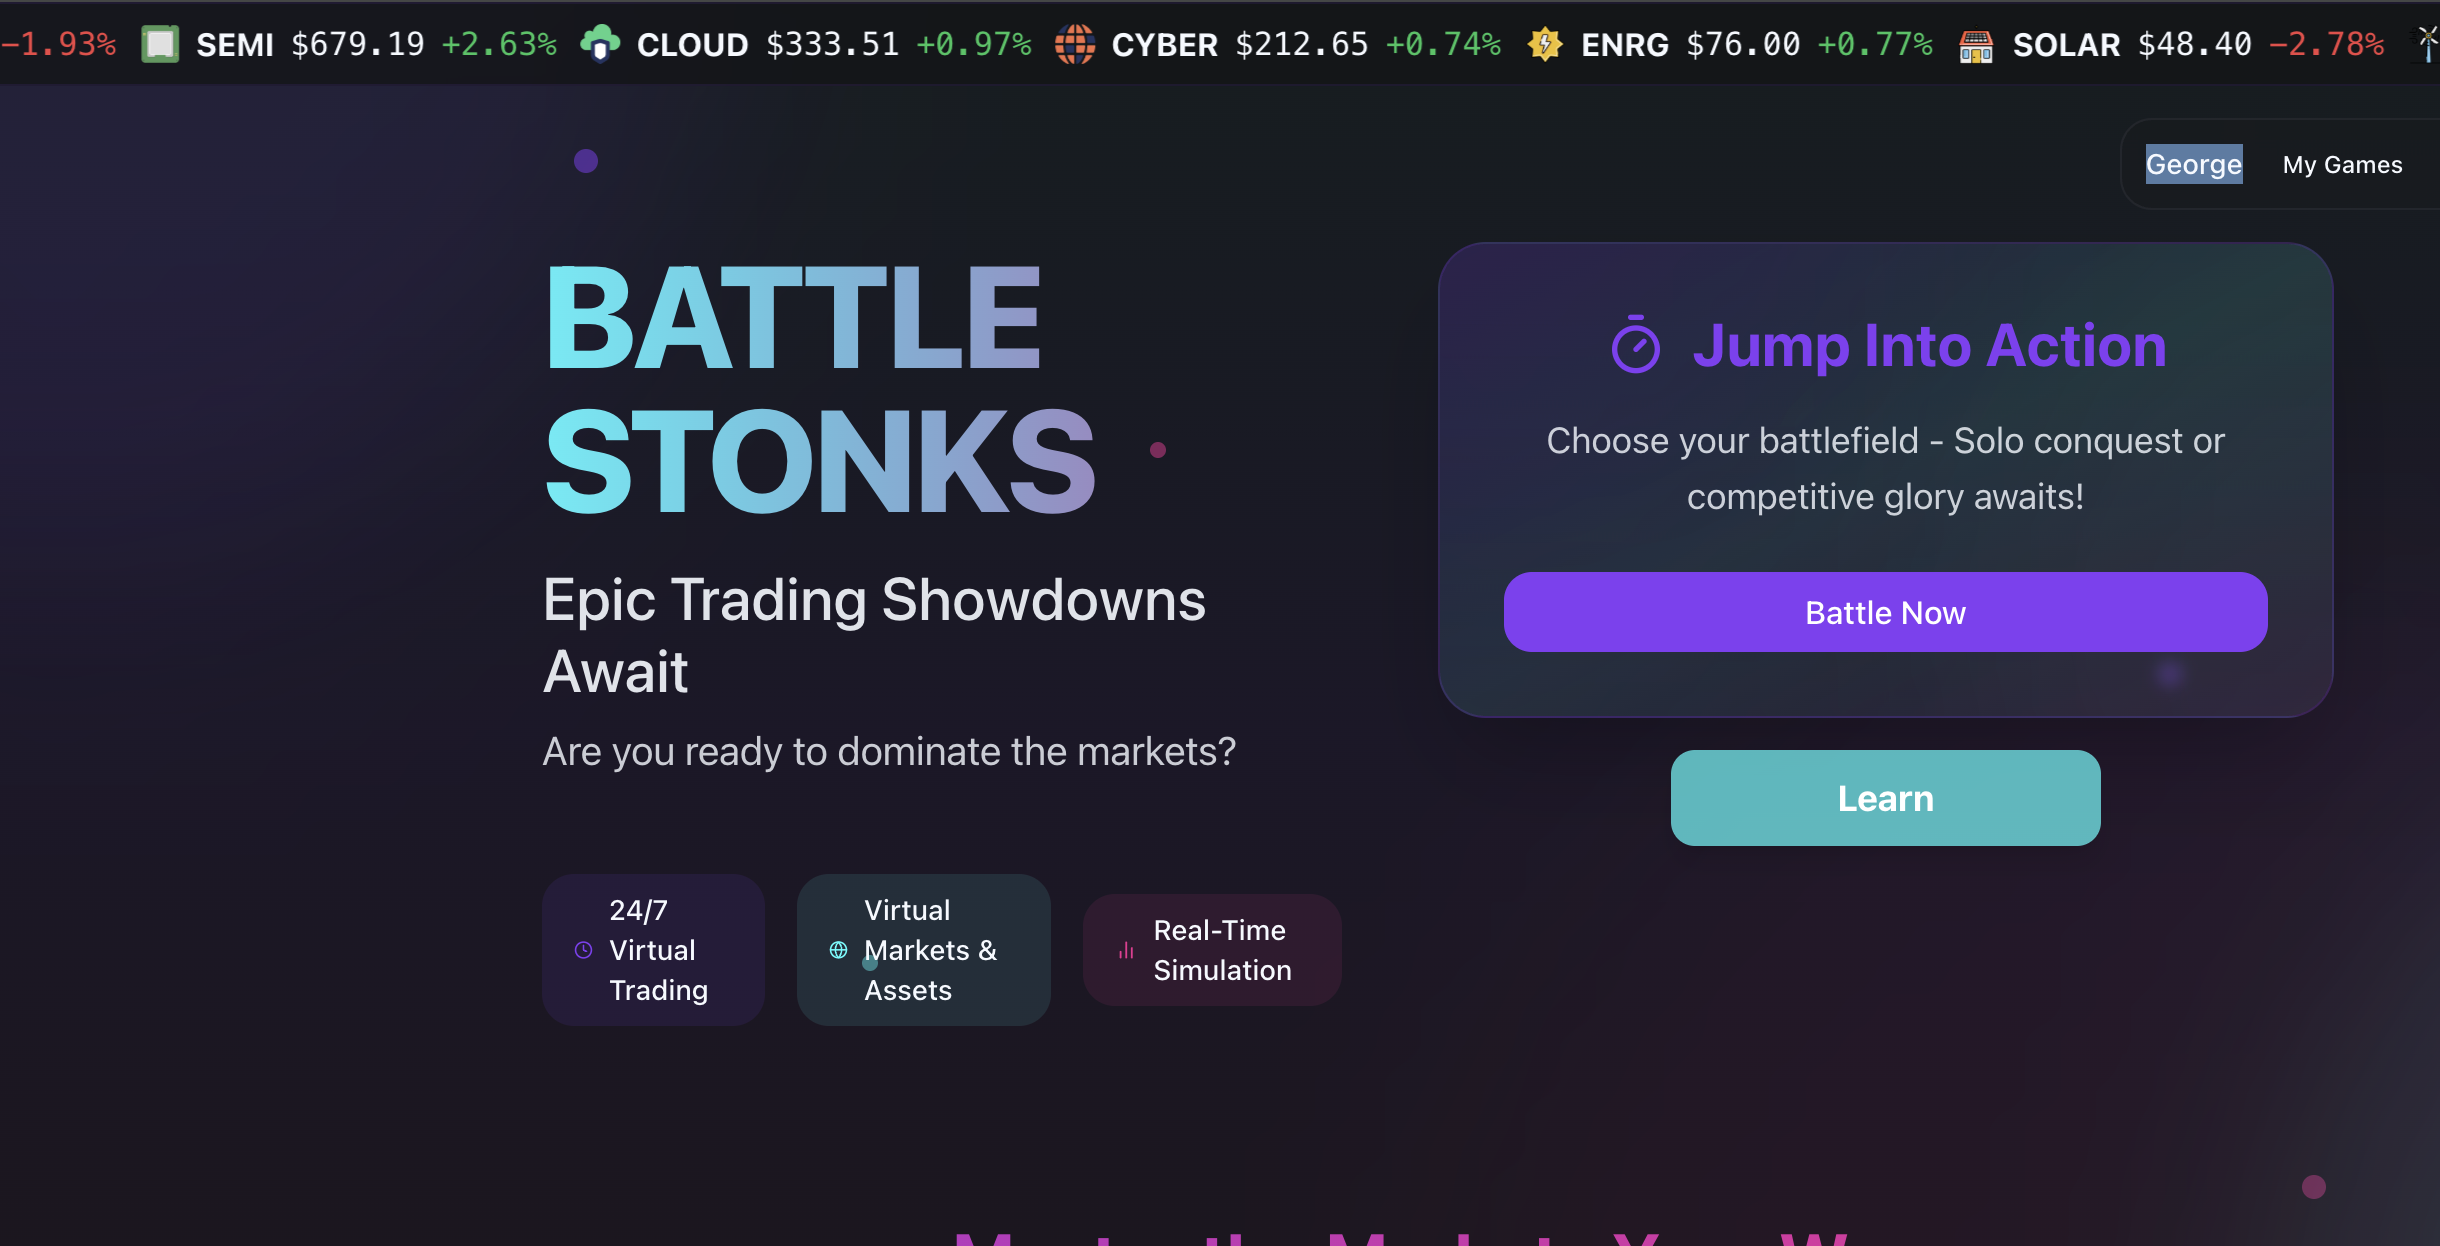 −1.93% SEMI $679.19 +2.63% CLOUD $333.51 +0.97% CYBER $212.65 +0.74% ENRG $76.00 +0.77% SOLAR $48.40 −2.78%
George My Games
BATTLE
STONKS
Epic Trading Showdowns
Await
Are you ready to dominate the markets?
24/7
Virtual
Trading
Virtual
Markets &
Assets
Real-Time
Simulation
Jump Into Action
Choose your battlefield - Solo conquest or
competitive glory awaits!
Battle Now
Learn